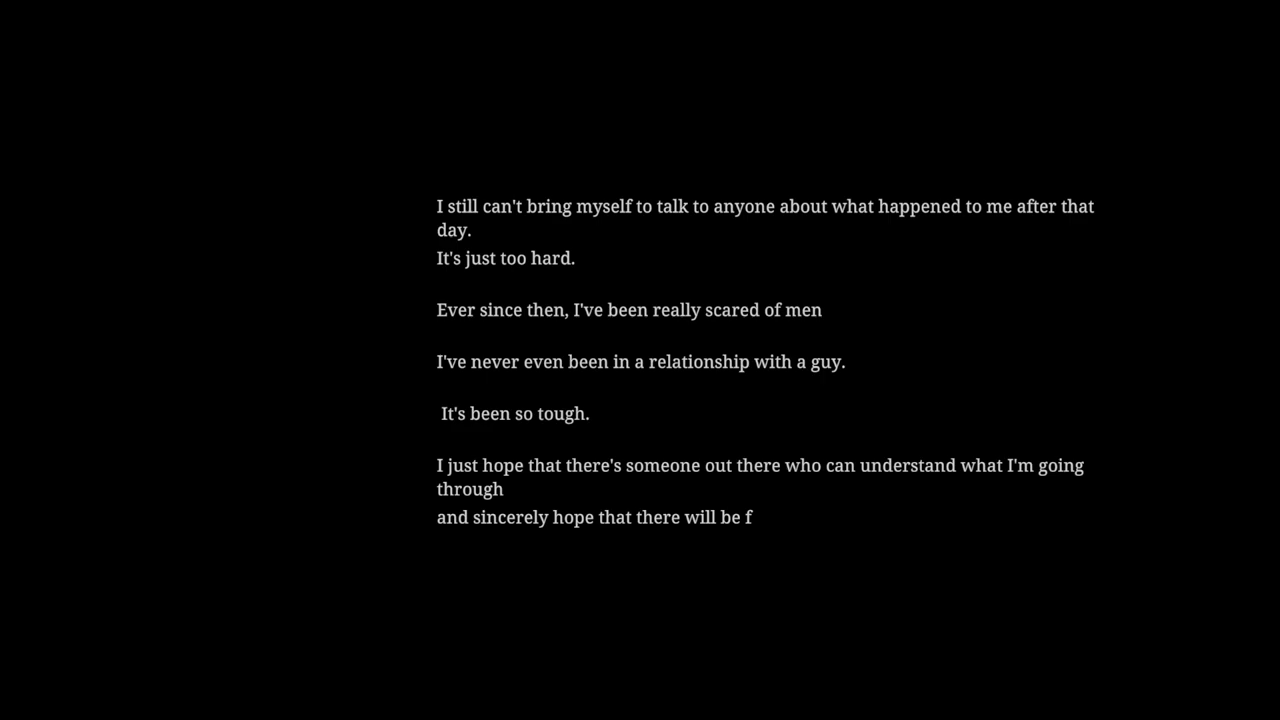 I still can't bring myself to talk to anyone about what happened to me after that
day.
It's just too hard.
Ever since then, I've been really scared of men
I've never even been in a relationship with a guy.
It's been so tough.
I just hope that there's someone out there who can understand what I'm going
through
and sincerely hope that there will be f